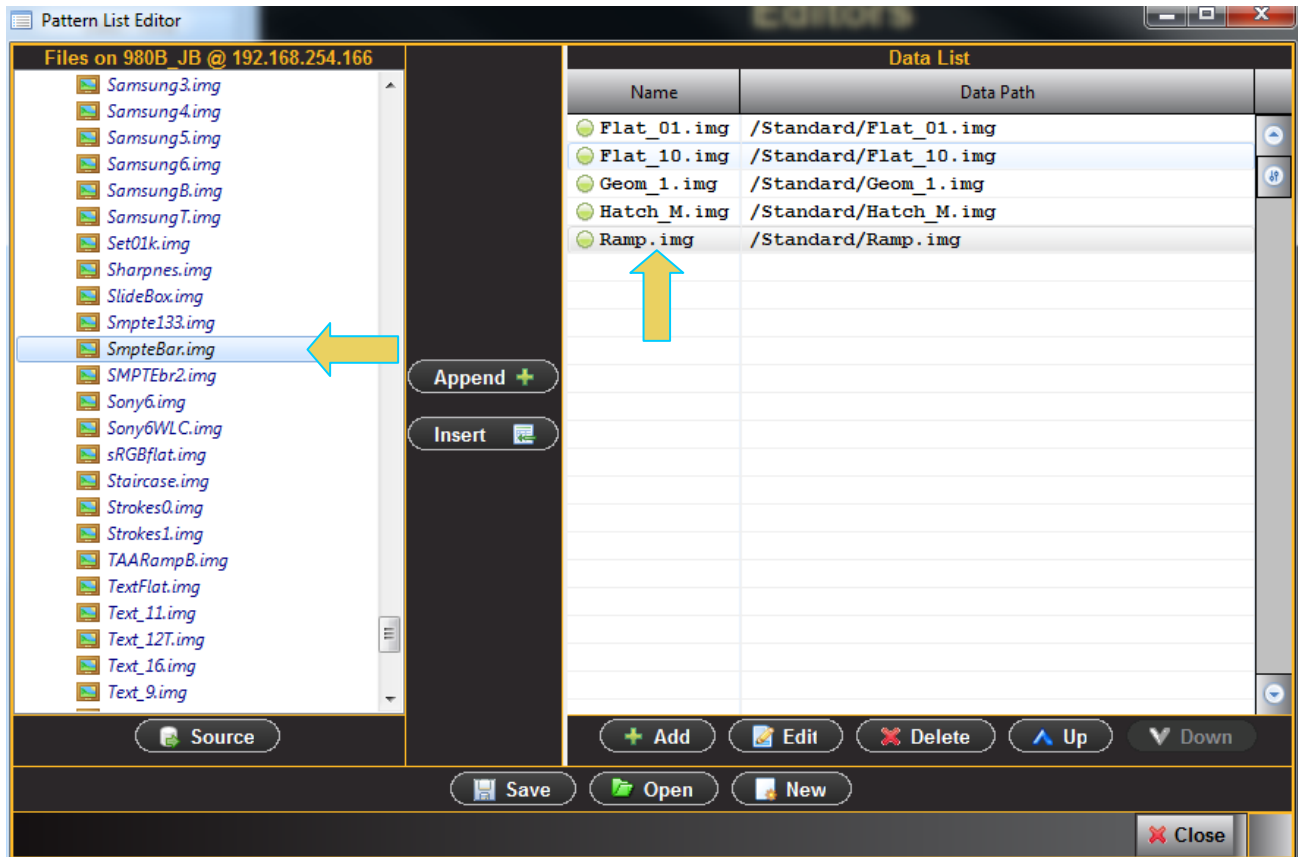 Pattern List Editor
Editors
Files on 980B_JB @ 192.168.254.166
Samsung3.img
Samsung4.img
Samsung5.img
Samsung6.img
SamsungB.img
SamsungT.img
Set01k.img
Sharpnes.img
SlideBox.img
Smpte133.img
SmpteBar.img
SMPTEbr2.img
Sony6.img
Sony6WLC.img
sRGBflat.img
Staircase.img
Strokes0.img
Strokes1.img
TAARampB.img
TextFlat.img
Text_11.img
Text_12T.img
Text_16.img
Text_9.img
Source
Append
Insert
Data List
Name Data Path
Flat_01.img /Standard/Flat_01.img
Flat_10.img /Standard/Flat_10.img
Geom_1.img /Standard/Geom_1.img
Hatch_M.img /Standard/Hatch_M.img
Ramp.img /Standard/Ramp.img
Add Edit Delete Up Down
Save Open New
Close